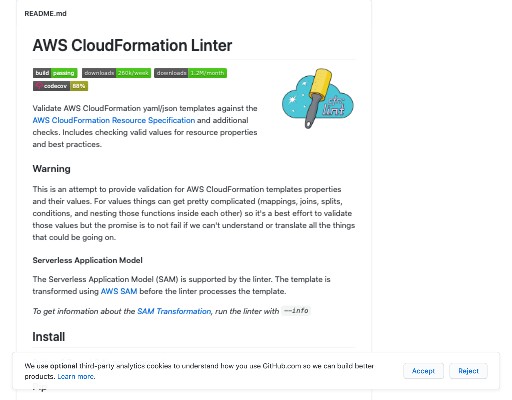 README.md
AWS CloudFormation Linter
build passing downloads 260k/week downloads 1.2M/month
codecov 88%
Validate AWS CloudFormation yaml/json templates against the
AWS CloudFormation Resource Specification and additional
checks. Includes checking valid values for resource properties
and best practices.
Warning
This is an attempt to provide validation for AWS CloudFormation templates properties
and their values. For values things can get pretty complicated (mappings, joins, splits,
conditions, and nesting those functions inside each other) so it's a best effort to validate
those values but the promise is to not fail if we can't understand or translate all the things
that could be going on.
Serverless Application Model
The Serverless Application Model (SAM) is supported by the linter. The template is
transformed using AWS SAM before the linter processes the template.
To get information about the SAM Transformation, run the linter with --info
Install
We use optional third-party analytics cookies to understand how you use GitHub.com so we can build better
products. Learn more.
Accept Reject